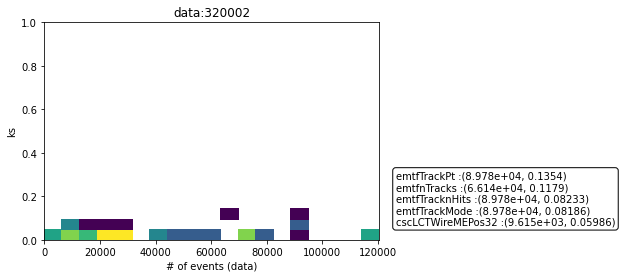 data:320002
1.0
0.8
0.6
0.4
0.2
0.0
ks
0 20000 40000 60000 80000 100000 120000
# of events (data)
emtfTrackPt :(8.978e+04, 0.1354)
emtfnTracks :(6.614e+04, 0.1179)
emtfTracknHits :(8.978e+04, 0.08233)
emtfTrackMode :(8.978e+04, 0.08186)
cscLCTWireMEPos32 :(9.615e+03, 0.05986)